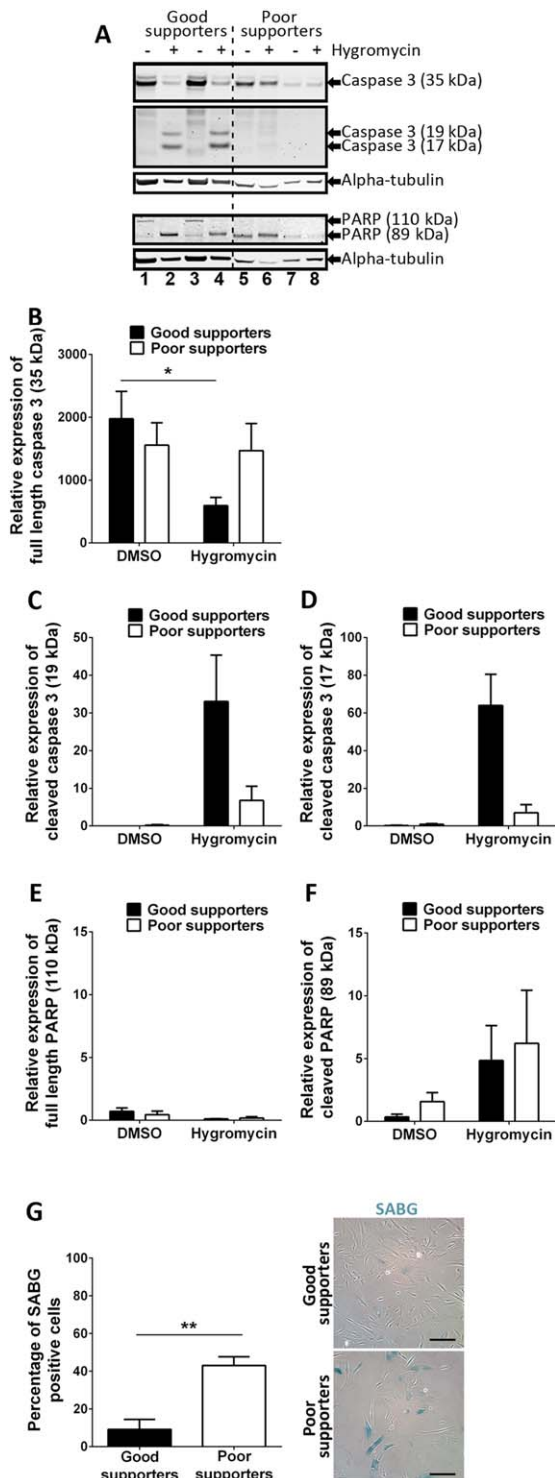 A
Good supporters
Poor supporters
- + - + - + - +
Hygromycin
Caspase 3 (35 kDa)
Caspase 3 (19 kDa)
Caspase 3 (17 kDa)
Alpha-tubulin
PARP (110 kDa)
PARP (89 kDa)
Alpha-tubulin
1 2 3 4 5 6 7 8
B
Good supporters
Poor supporters
Relative expression of
full length caspase 3 (35 kDa)
3000
2000
1000
0
*
DMSO
Hygromycin
C
Good supporters
Poor supporters
Relative expression of
cleaved caspase 3 (19 kDa)
50
40
30
20
10
0
DMSO
Hygromycin
D
Good supporters
Poor supporters
Relative expression of
cleaved caspase 3 (17 kDa)
100
80
60
40
20
0
DMSO
Hygromycin
E
Good supporters
Poor supporters
Relative expression of
full length PARP (110 kDa)
15
10
5
0
DMSO
Hygromycin
F
Good supporters
Poor supporters
Relative expression of
cleaved PARP (89 kDa)
15
10
5
0
DMSO
Hygromycin
G
Percentage of SABG
positive cells
100
80
60
40
20
0
**
Good
supporters
Poor
supporters
SABG
Good
supporters
Poor
supporters